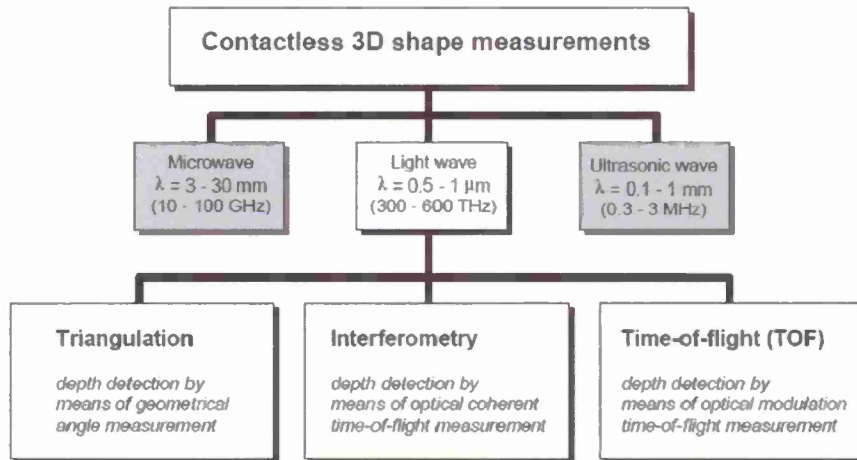 Contactless 3D shape measurements
Microwave
λ = 3 - 30 mm
(10 - 100 GHz)
Light wave
λ = 0.5 - 1 μm
(300 - 600 THz)
Ultrasonic wave
λ = 0.1 - 1 mm
(0.3 - 3 MHz)
Triangulation
depth detection by
means of geometrical
angle measurement
Interferometry
depth detection by
means of optical coherent
time-of-flight measurement
Time-of-flight (TOF)
depth detection by
means of optical modulation
time-of-flight measurement